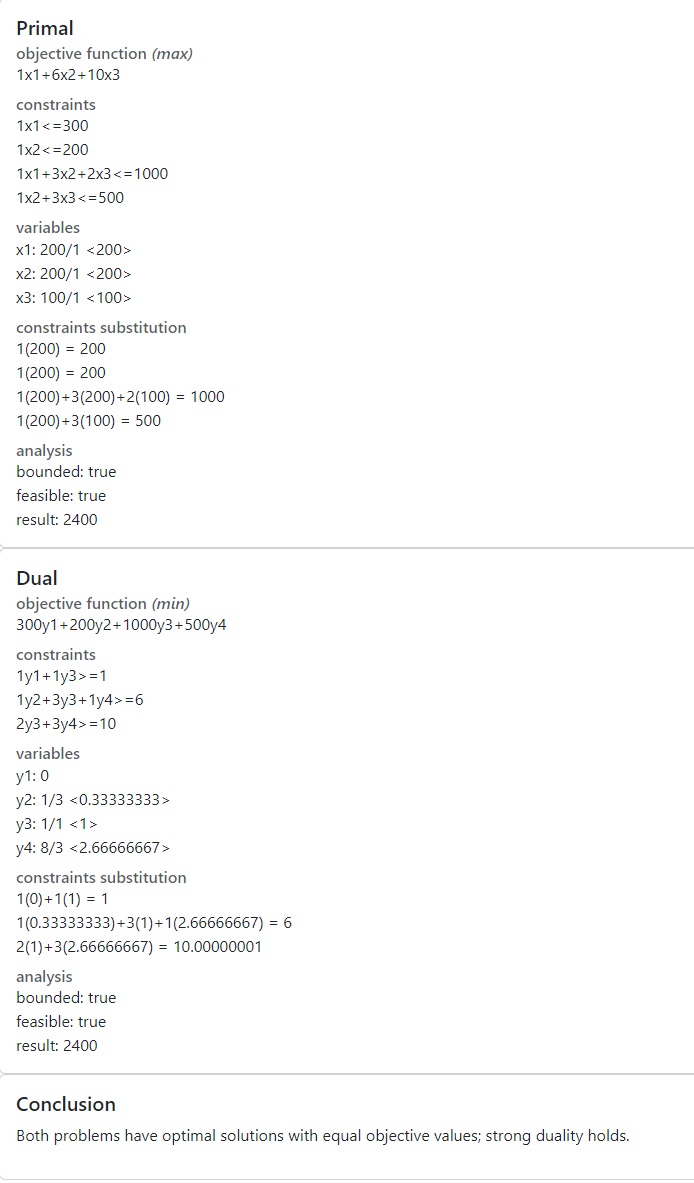 Primal
objective function (max)
1x1+6x2+10x3
constraints
1x1<=300
1x2<=200
1x1+3x2+2x3<=1000
1x2+3x3<=500
variables
x1: 200/1 <200>
x2: 200/1 <200>
x3: 100/1 <100>
constraints substitution
1(200) = 200
1(200) = 200
1(200)+3(200)+2(100) = 1000
1(200)+3(100) = 500
analysis
bounded: true
feasible: true
result: 2400
Dual
objective function (min)
300y1+200y2+1000y3+500y4
constraints
1y1+1y3>=1
1y2+3y3+1y4>=6
2y3+3y4>=10
variables
y1: 0
y2: 1/3 <0.33333333>
y3: 1/1 <1>
y4: 8/3 <2.66666667>
constraints substitution
1(0)+1(1) = 1
1(0.33333333)+3(1)+1(2.66666667) = 6
2(1)+3(2.66666667) = 10.00000001
analysis
bounded: true
feasible: true
result: 2400
Conclusion
Both problems have optimal solutions with equal objective values; strong duality holds.